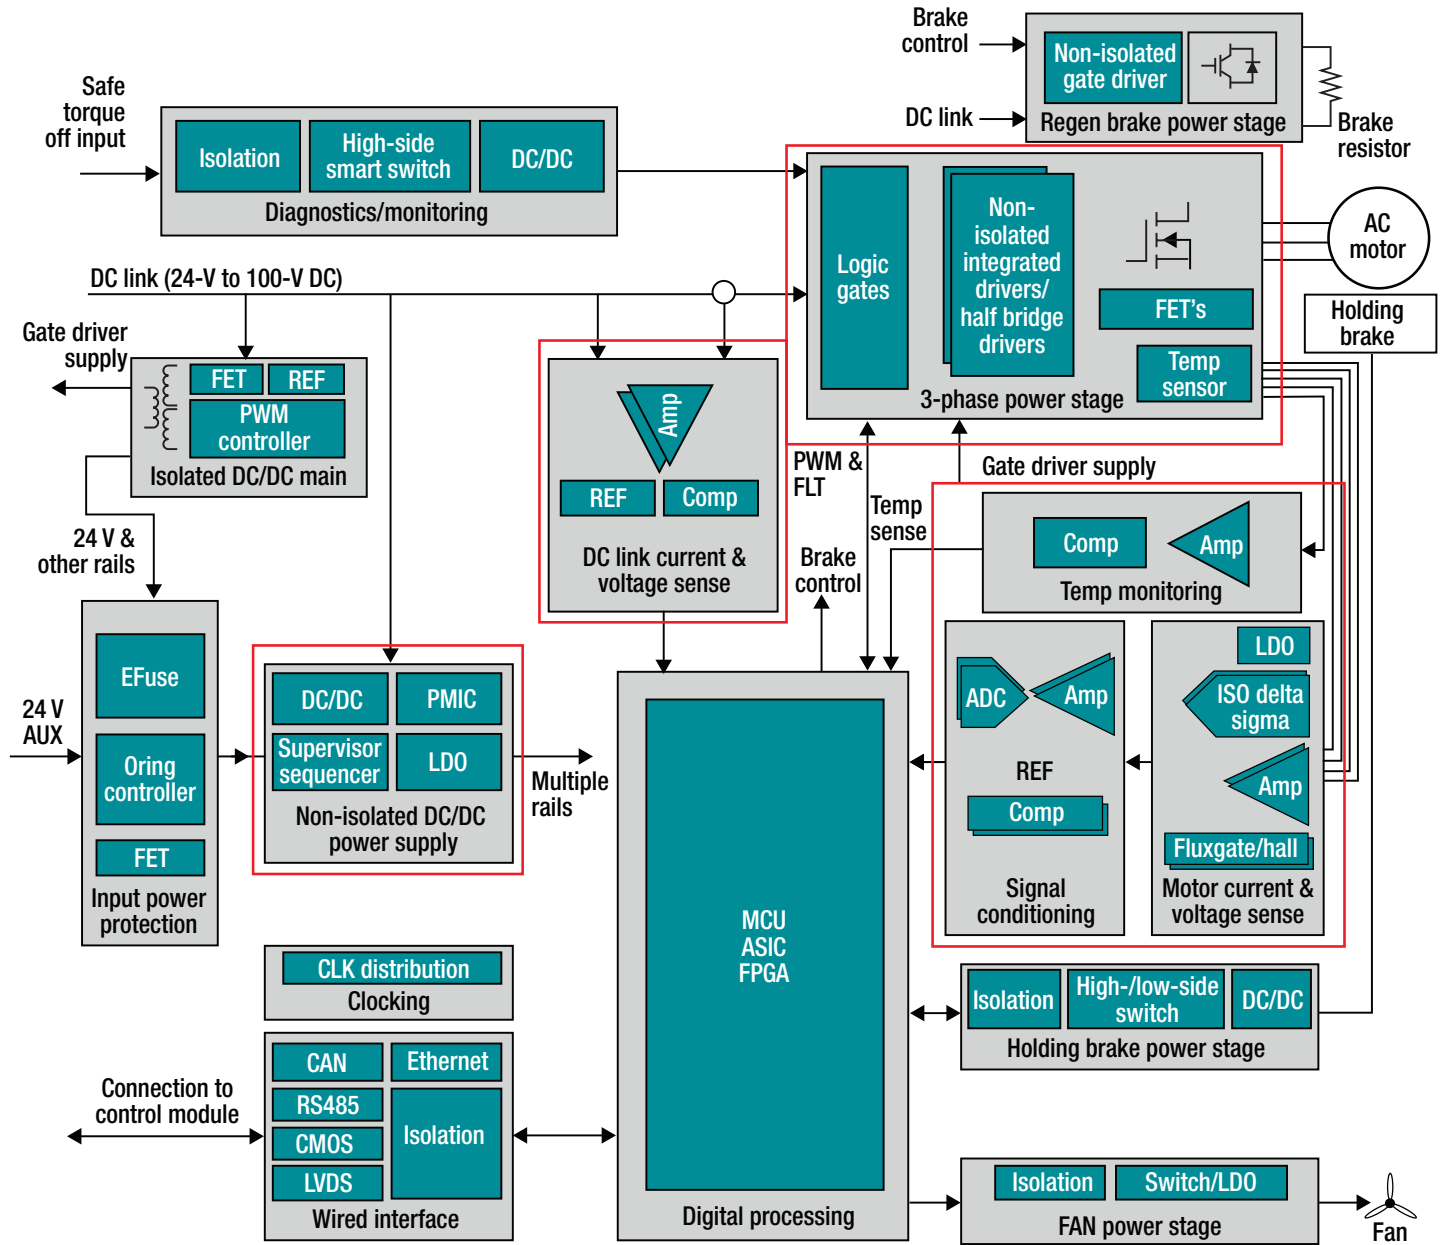 Brake
control
DC link
Non-isolated
gate driver
Regen brake power stage
Brake
resistor
Safe
torque
off input
Isolation
High-side
smart switch
DC/DC
Diagnostics/monitoring
Logic
gates
Non-
isolated
integrated
drivers/
half bridge
drivers
FET's
Temp
sensor
3-phase power stage
AC
motor
Holding
brake
DC link (24-V to 100-V DC)
Gate driver
supply
FET
REF
PWM
controller
Isolated DC/DC main
24 V &
other rails
Amp
REF
Comp
DC link current &
voltage sense
PWM &
FLT
Temp
sense
Brake
control
Gate driver supply
Comp
Amp
Temp monitoring
24 V
AUX
EFuse
Oring
controller
FET
Input power
protection
DC/DC
PMIC
Supervisor
sequencer
LDO
Non-isolated DC/DC
power supply
Multiple
rails
ADC
Amp
REF
Comp
Signal
conditioning
LDO
ISO delta
sigma
Amp
Fluxgate/hall
Motor current &
voltage sense
MCU
ASIC
FPGA
Digital processing
CLK distribution
Clocking
Connection to
control module
CAN
Ethernet
RS485
CMOS
LVDS
Isolation
Wired interface
Isolation
High-/low-side
switch
DC/DC
Holding brake power stage
Isolation
Switch/LDO
FAN power stage
Fan